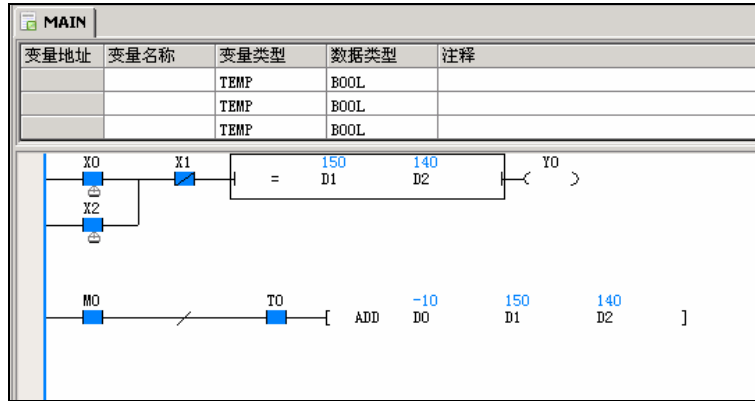 MAIN
变量地址 变量名称 变量类型 数据类型 注释
TEMP BOOL
TEMP BOOL
TEMP BOOL
X0 X1 150 140 Y0
= D1 D2
X2
M0 T0 -10 150 140
ADD D0 D1 D2